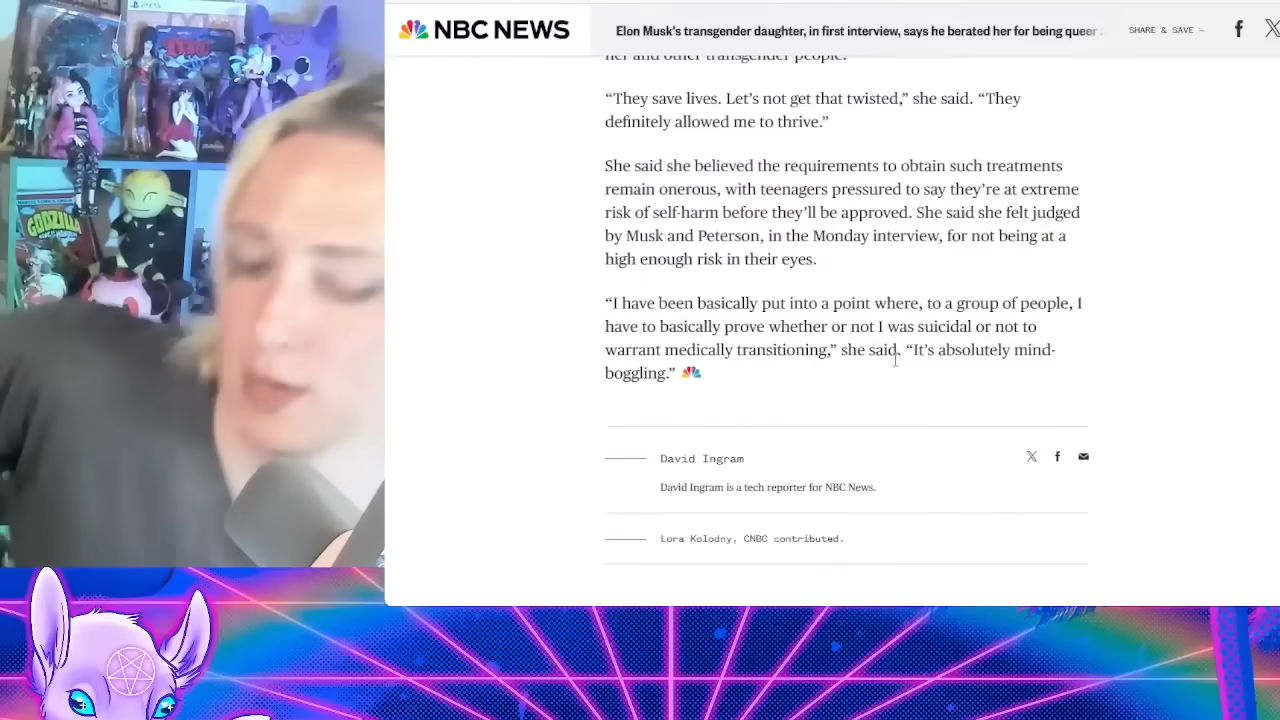 NBC NEWS
Elon Musk's transgender daughter, in first interview, says he berated her for being queer
SHARE & SAVE —
her and other transgender people.
“They save lives. Let’s not get that twisted,” she said. “They
definitely allowed me to thrive.”
She said she believed the requirements to obtain such treatments
remain onerous, with teenagers pressured to say they’re at extreme
risk of self-harm before they’ll be approved. She said she felt judged
by Musk and Peterson, in the Monday interview, for not being at a
high enough risk in their eyes.
“I have been basically put into a point where, to a group of people, I
have to basically prove whether or not I was suicidal or not to
warrant medically transitioning,” she said. “It’s absolutely mind-
boggling.”
David Ingram
David Ingram is a tech reporter for NBC News.
Lora Kolodny, CNBC contributed.
GODZILLA